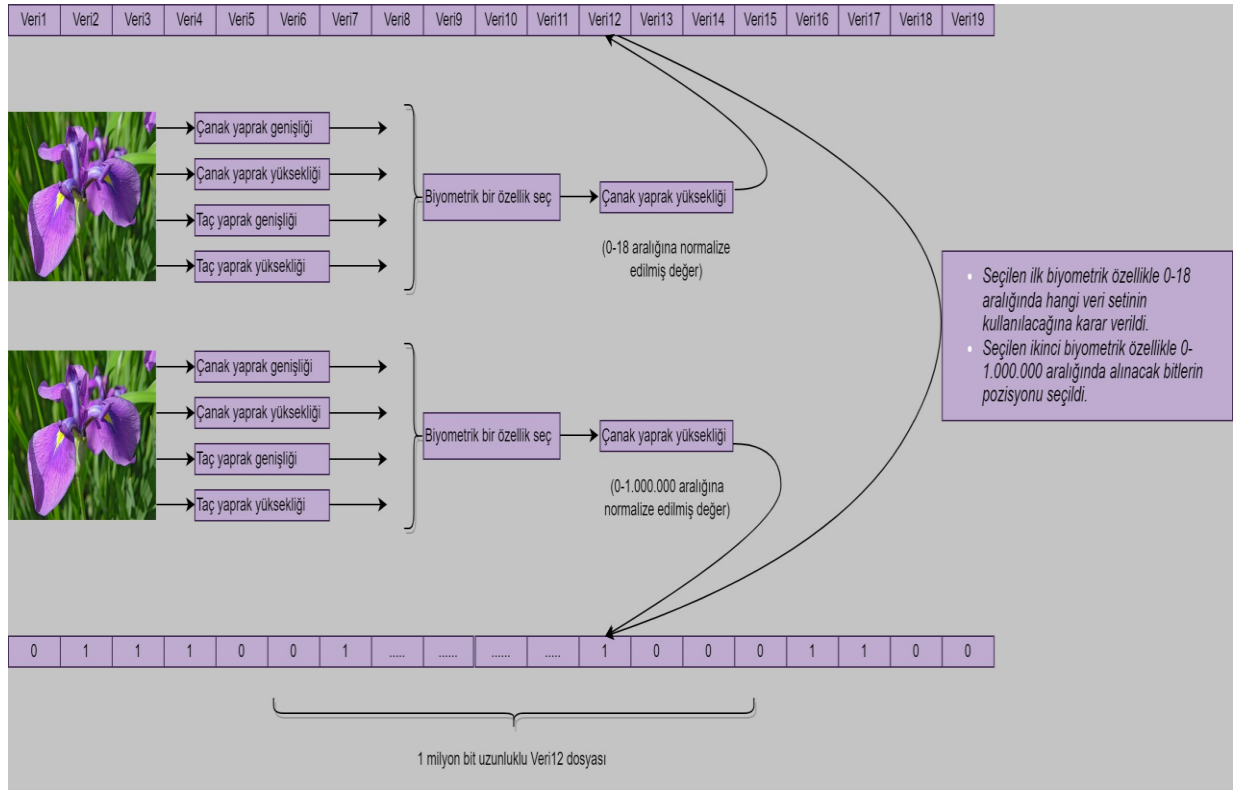 Veri1 Veri2 Veri3 Veri4 Veri5 Veri6 Veri7 Veri8 Veri9 Veri10 Veri11 Veri12 Veri13 Veri14 Veri15 Veri16 Veri17 Veri18 Veri19
Çanak yaprak genişliği
Çanak yaprak yüksekliği
Taç yaprak genişliği
Taç yaprak yüksekliği
Biyometrik bir özellik seç
Çanak yaprak yüksekliği
(0-18 aralığına normalize
edilmiş değer)
• Seçilen ilk biyometrik özellikle 0-18
aralığında hangi veri setinin
kullanılacağına karar verildi.
• Seçilen ikinci biyometrik özellikle 0-
1.000.000 aralığında alınacak bitlerin
pozisyonu seçildi.
Çanak yaprak genişliği
Çanak yaprak yüksekliği
Taç yaprak genişliği
Taç yaprak yüksekliği
Biyometrik bir özellik seç
Çanak yaprak yüksekliği
(0-1.000.000 aralığına
normalize edilmiş değer)
0 1 1 1 0 0 1 ..... ...... ...... ..... 1 0 0 0 1 1 0 0
1 milyon bit uzunluklu Veri12 dosyası